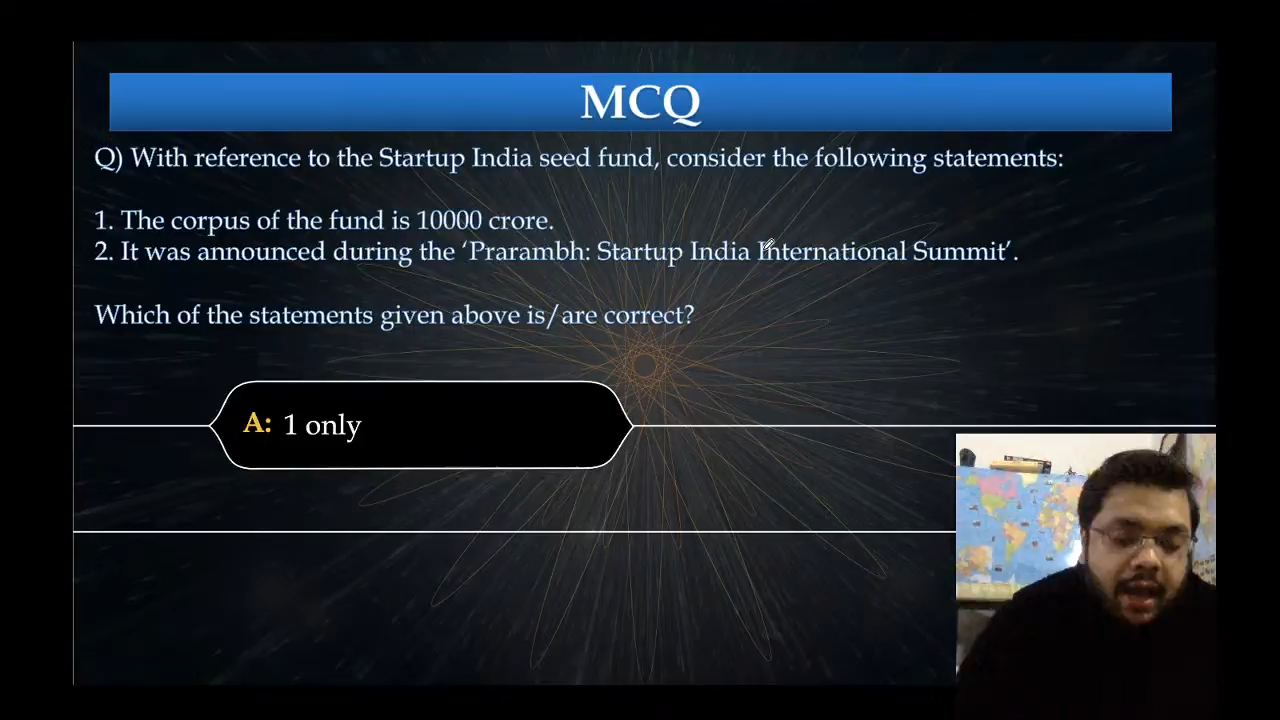 MCQ
Q) With reference to the Startup India seed fund, consider the following statements:
1. The corpus of the fund is 10000 crore.
2. It was announced during the ‘Prarambh: Startup India International Summit’.
Which of the statements given above is/are correct?
A: 1 only